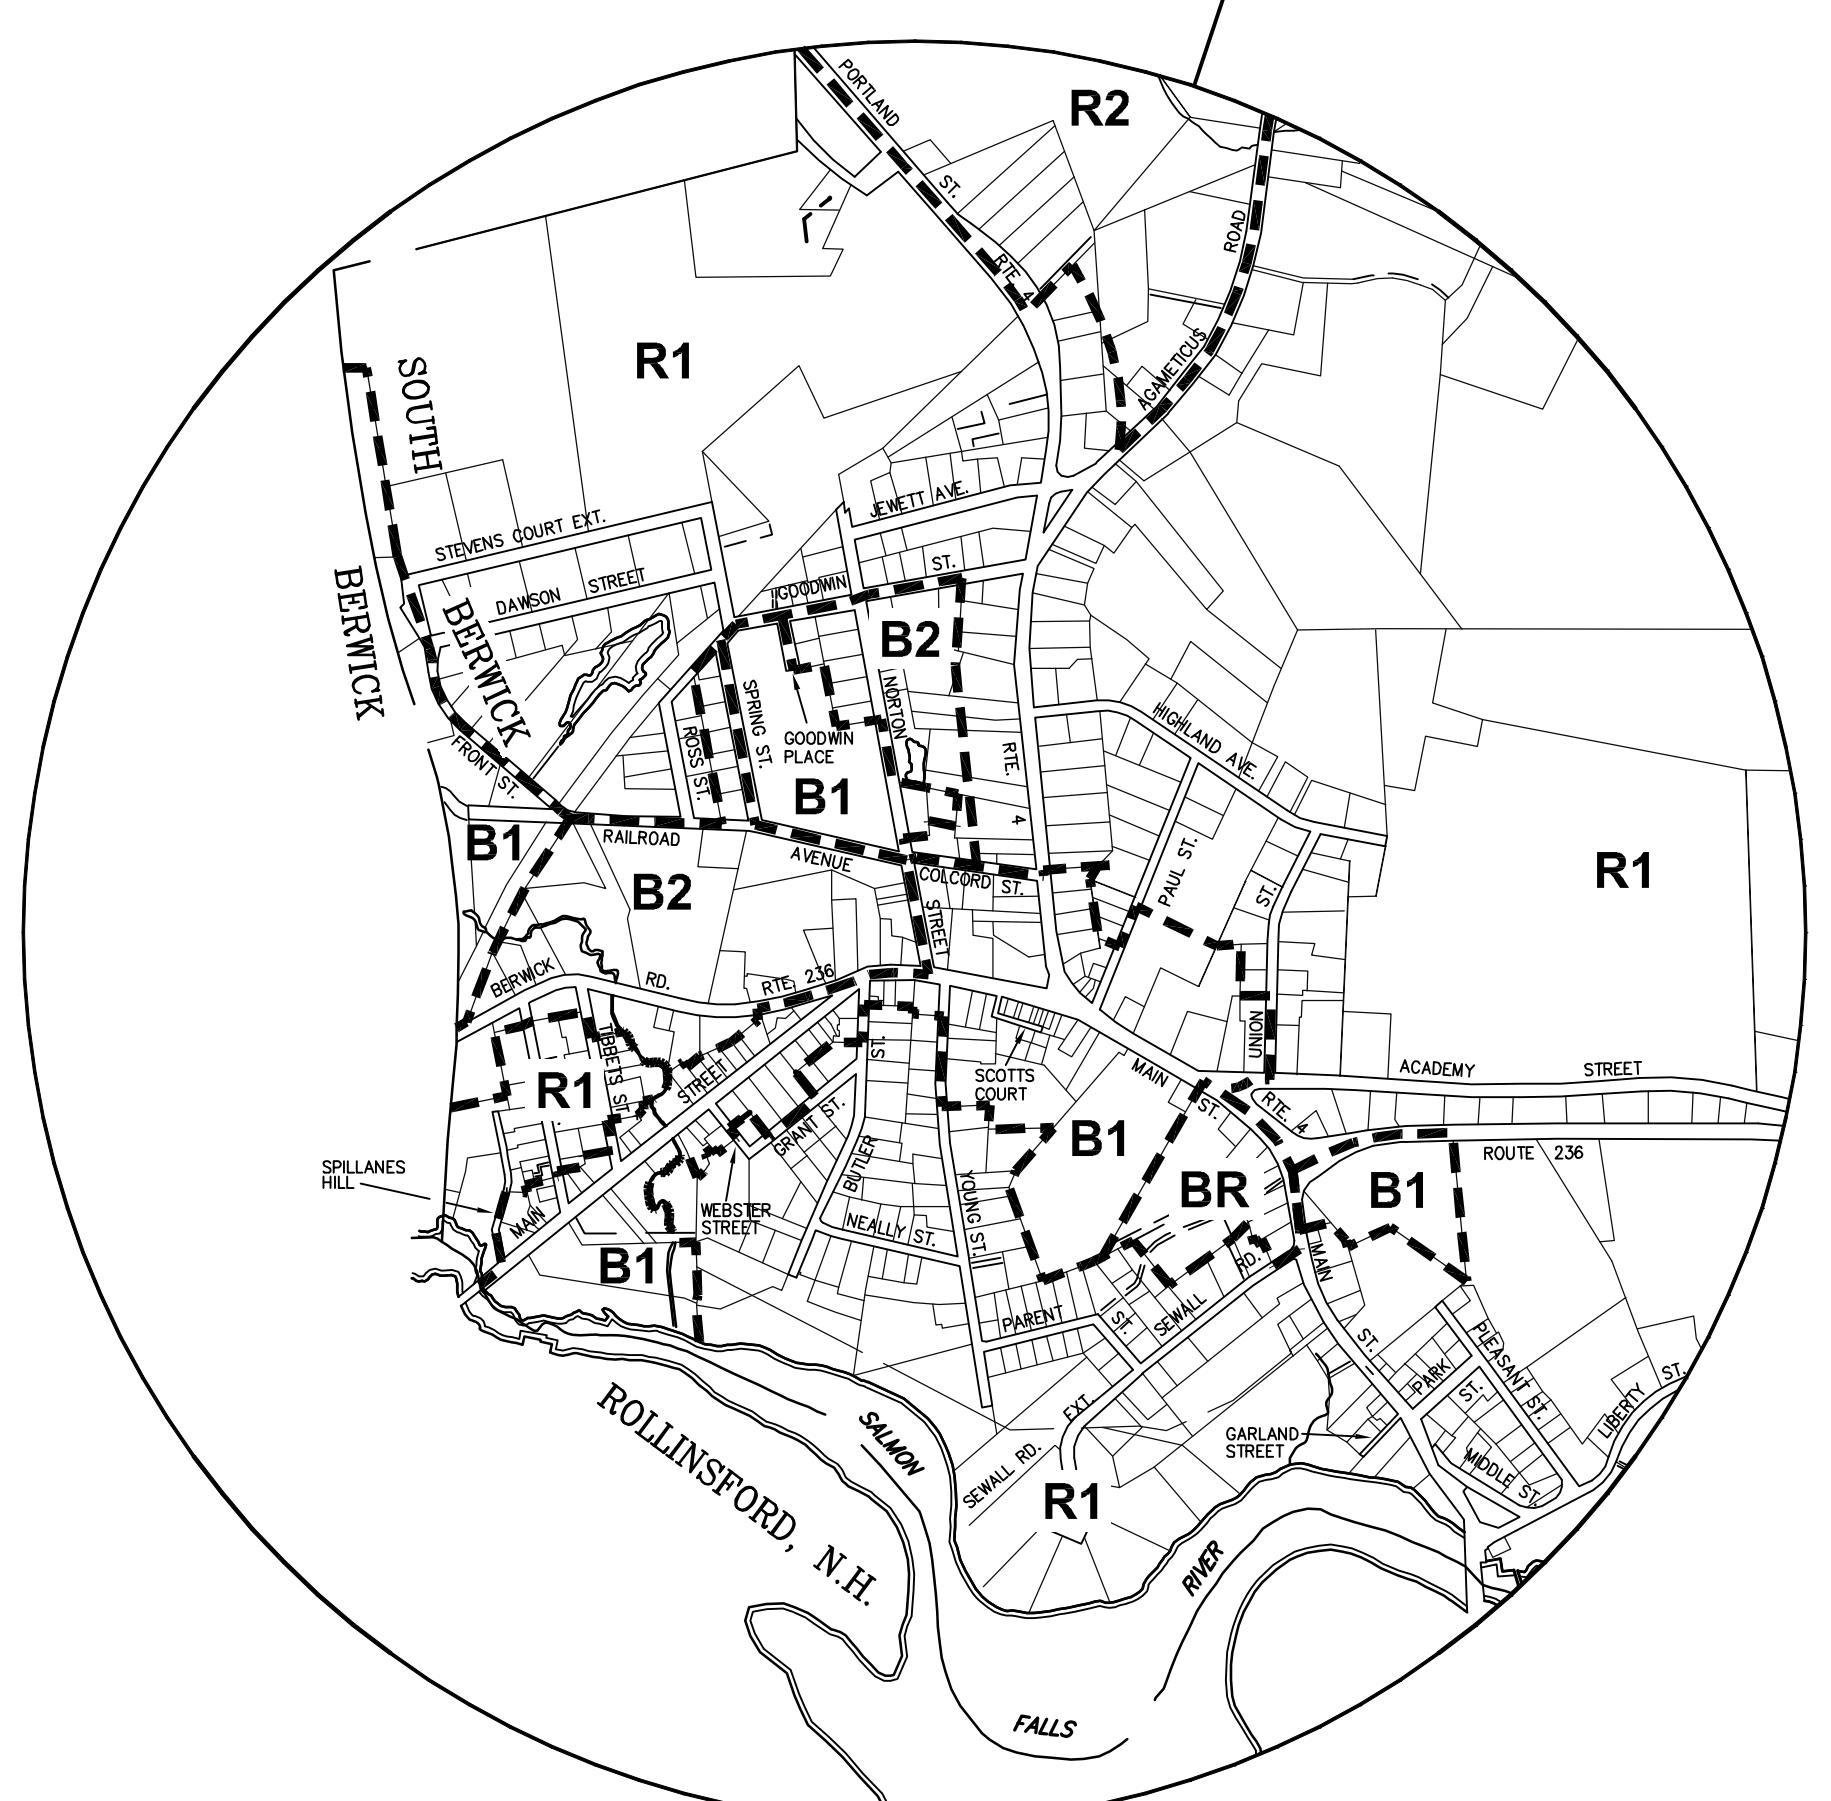 PORTLAND
ST.
RTE. 4
R2
ROAD
AGAMETICUS
R1
SOUTH
BERWICK
BERWICK
STEVENS COURT EXT.
DAWSON STREET
JEWETT AVE.
GOODWIN ST.
B2
NORTON
STREET
SPRING ST.
ROSS ST.
GOODWIN
PLACE
B1
RTE. 4
HIGHLAND AVE.
FRONT ST.
B1
RAILROAD
AVENUE
COLCORD ST.
B2
PAUL ST.
UNION
ST.
R1
BERWICK RD.
RTE. 236
R1
TIBBETS ST.
MAIN
STREET
GRANT ST.
BUTLER
ST.
SCOTTS
COURT
MAIN
ST.
ACADEMY STREET
RTE. 4
ROUTE 236
B1
BR
B1
SPILLANES
HILL
WEBSTER
STREET
NEALLY ST.
YOUNG ST.
B1
PARENT
ST.
SEWALL
RD.
MAIN
ST.
PARK
ST.
PLEASANT ST.
LIBERTY ST.
MIDDLE
ST.
GARLAND
STREET
SEWALL RD.
EXT.
R1
ROLLINSFORD, N.H.
SALMON
FALLS
RIVER